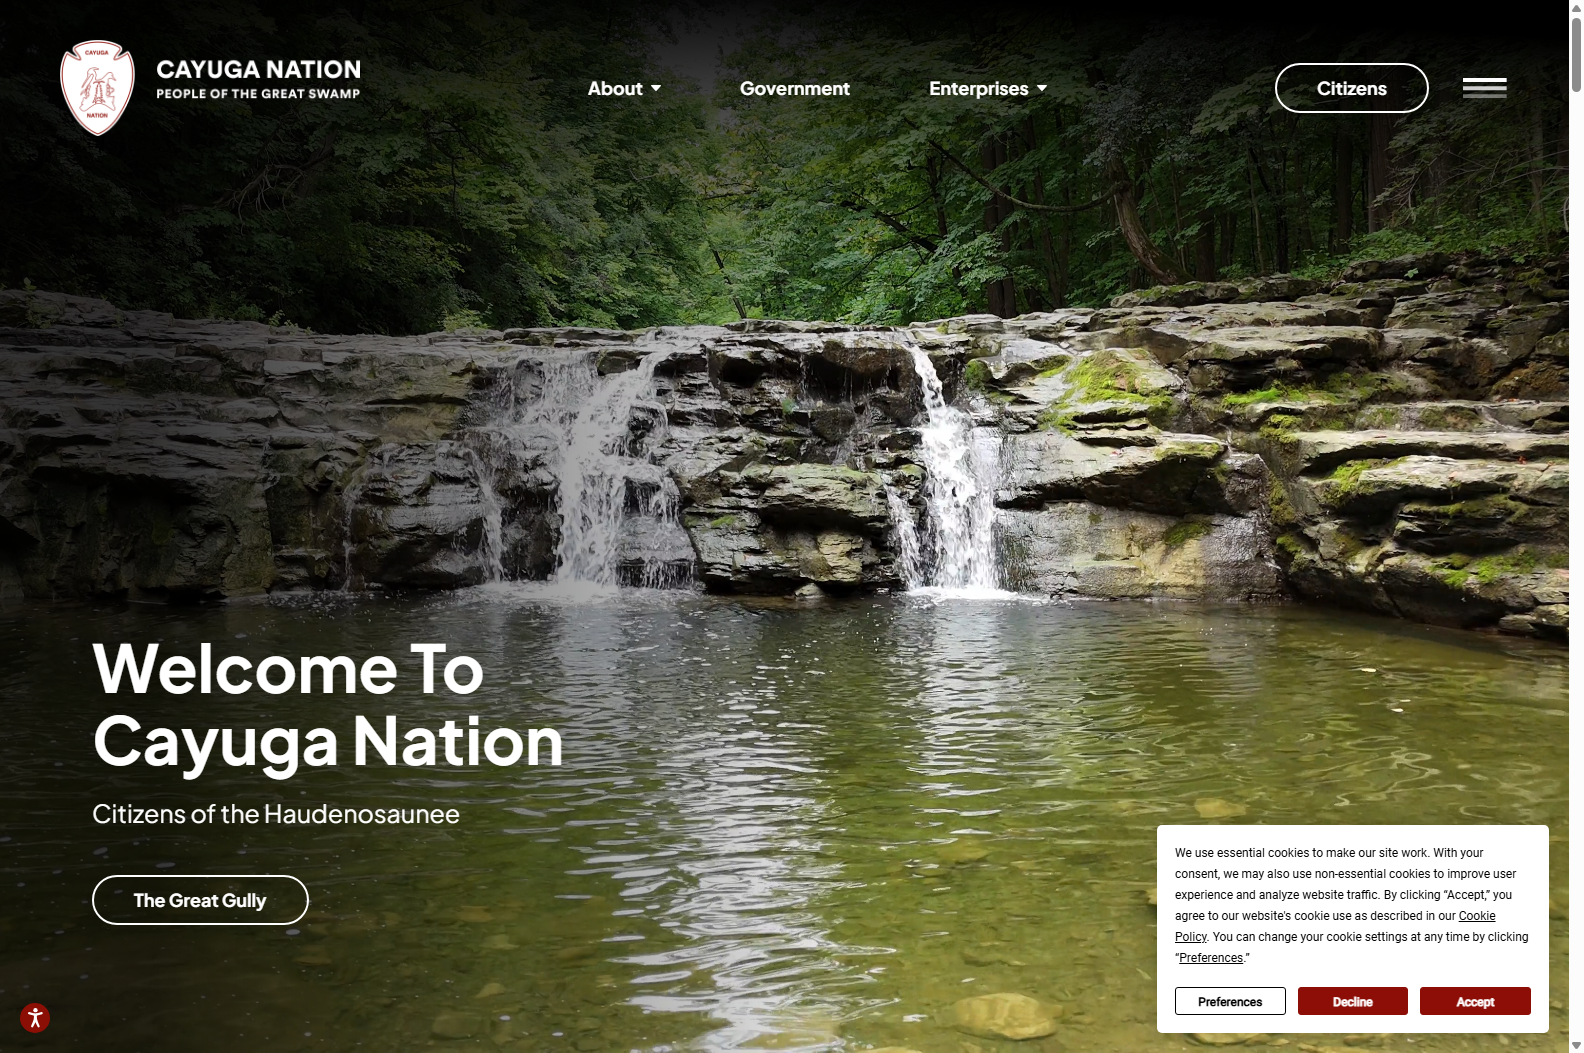 CAYUGA
NATION
CAYUGA NATION
PEOPLE OF THE GREAT SWAMP
About
Government
Enterprises
Citizens
Welcome To
Cayuga Nation
Citizens of the Haudenosaunee
The Great Gully
We use essential cookies to make our site work. With your
consent, we may also use non-essential cookies to improve user
experience and analyze website traffic. By clicking “Accept,” you
agree to our website's cookie use as described in our Cookie
Policy. You can change your cookie settings at any time by clicking
“Preferences.”
Preferences
Decline
Accept